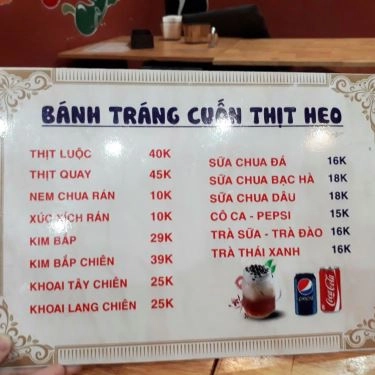 BÁNH TRÁNG CUỐN THỊT HEO
THỊT LUỘC 40K
THỊT QUAY 45K
NEM CHUA RÁN 10K
XÚC XÍCH RÁN 10K
KIM BẮP 29K
KIM BẮP CHIÊN 39K
KHOAI TÂY CHIÊN 25K
KHOAI LANG CHIÊN 25K
SỮA CHUA ĐÁ 16K
SỮA CHUA BẠC HÀ 18K
SỮA CHUA DÂU 18K
CÔ CA - PEPSI 15K
TRÀ SỮA - TRÀ ĐÀO 16K
TRÀ THÁI XANH 16K
pepsi
Coca-Cola